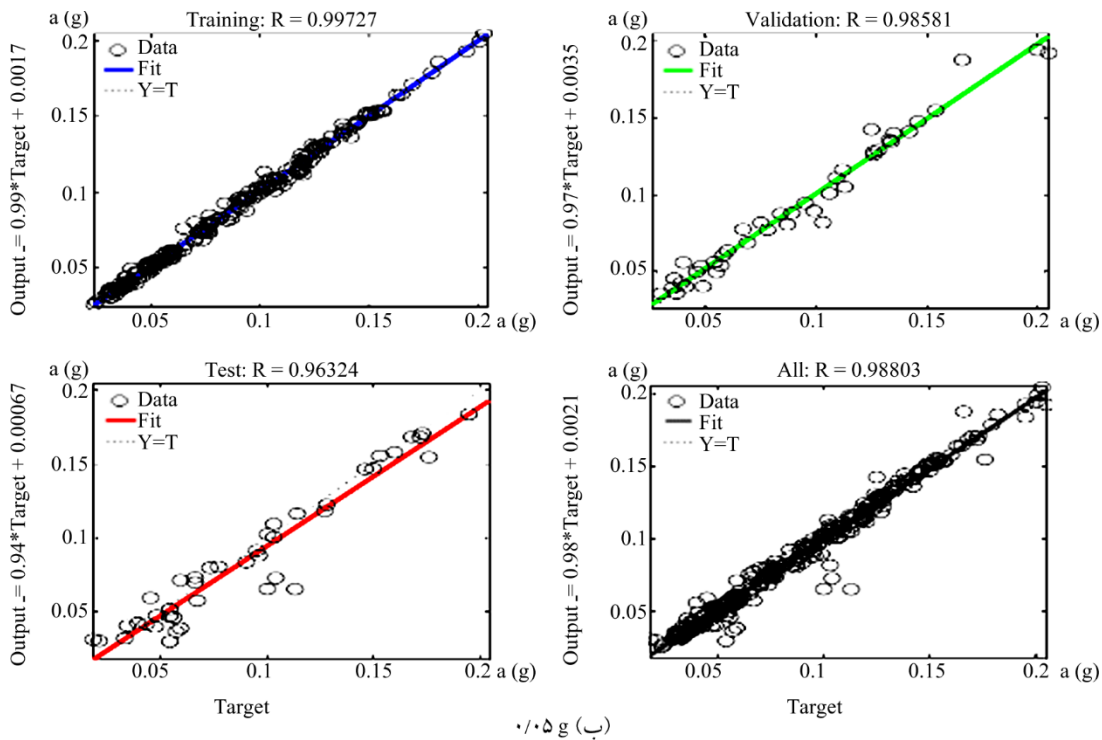 a (g)
Training: R = 0.99727
Output ~= 0.99*Target + 0.0017
0.2
0.15
0.1
0.05
Data
Fit
Y=T
0.05
0.1
0.15
0.2
a (g)
a (g)
Validation: R = 0.98581
Output ~= 0.97*Target + 0.0035
0.2
0.15
0.1
0.05
Data
Fit
Y=T
0.05
0.1
0.15
0.2
a (g)
a (g)
Test: R = 0.96324
Output ~= 0.94*Target + 0.00067
0.2
0.15
0.1
0.05
Data
Fit
Y=T
0.05
0.1
0.15
0.2
a (g)
Target
a (g)
All: R = 0.98803
Output ~= 0.98*Target + 0.0021
0.2
0.15
0.1
0.05
Data
Fit
Y=T
0.05
0.1
0.15
0.2
a (g)
Target
(ب) ۰/۰۵ g